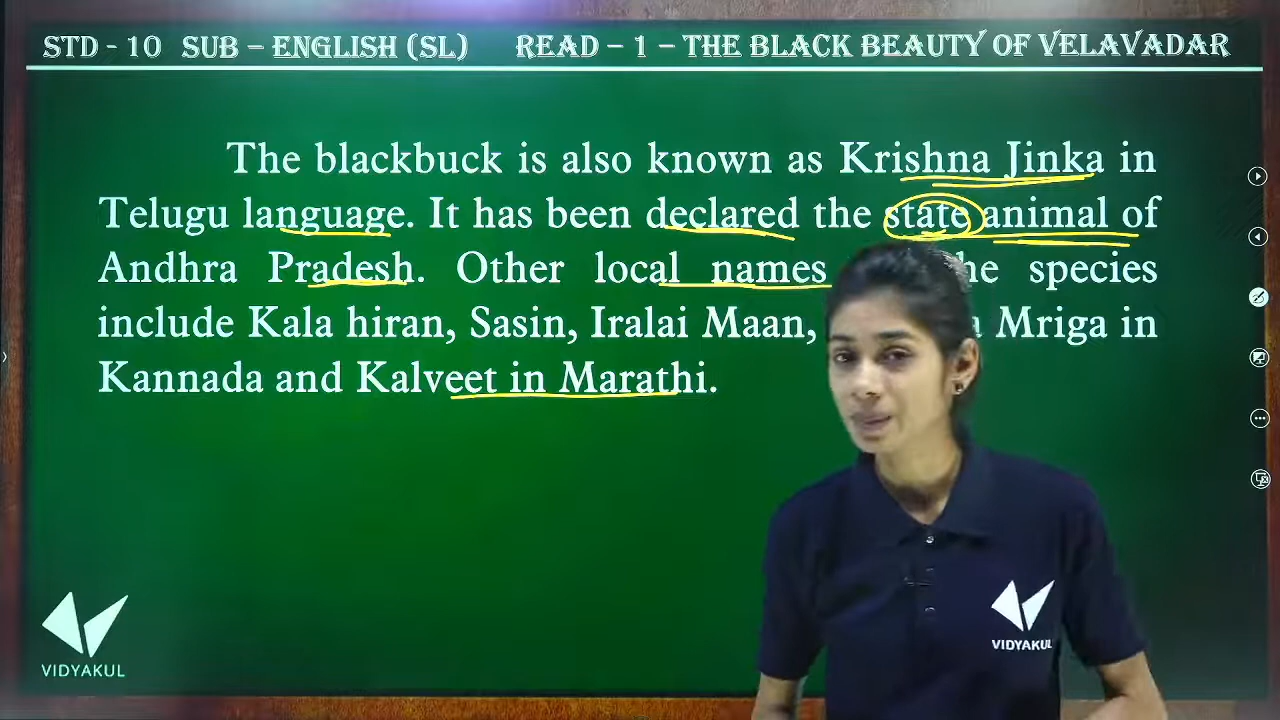 STD - 10 SUB – ENGLISH (SL) READ – 1 – THE BLACK BEAUTY OF VELAVADAR
The blackbuck is also known as Krishna Jinka in
Telugu language. It has been declared the state animal of
Andhra Pradesh. Other local names he species
include Kala hiran, Sasin, Iralai Maan, a Mriga in
Kannada and Kalveet in Marathi.
VIDYAKUL
VIDYAKUL